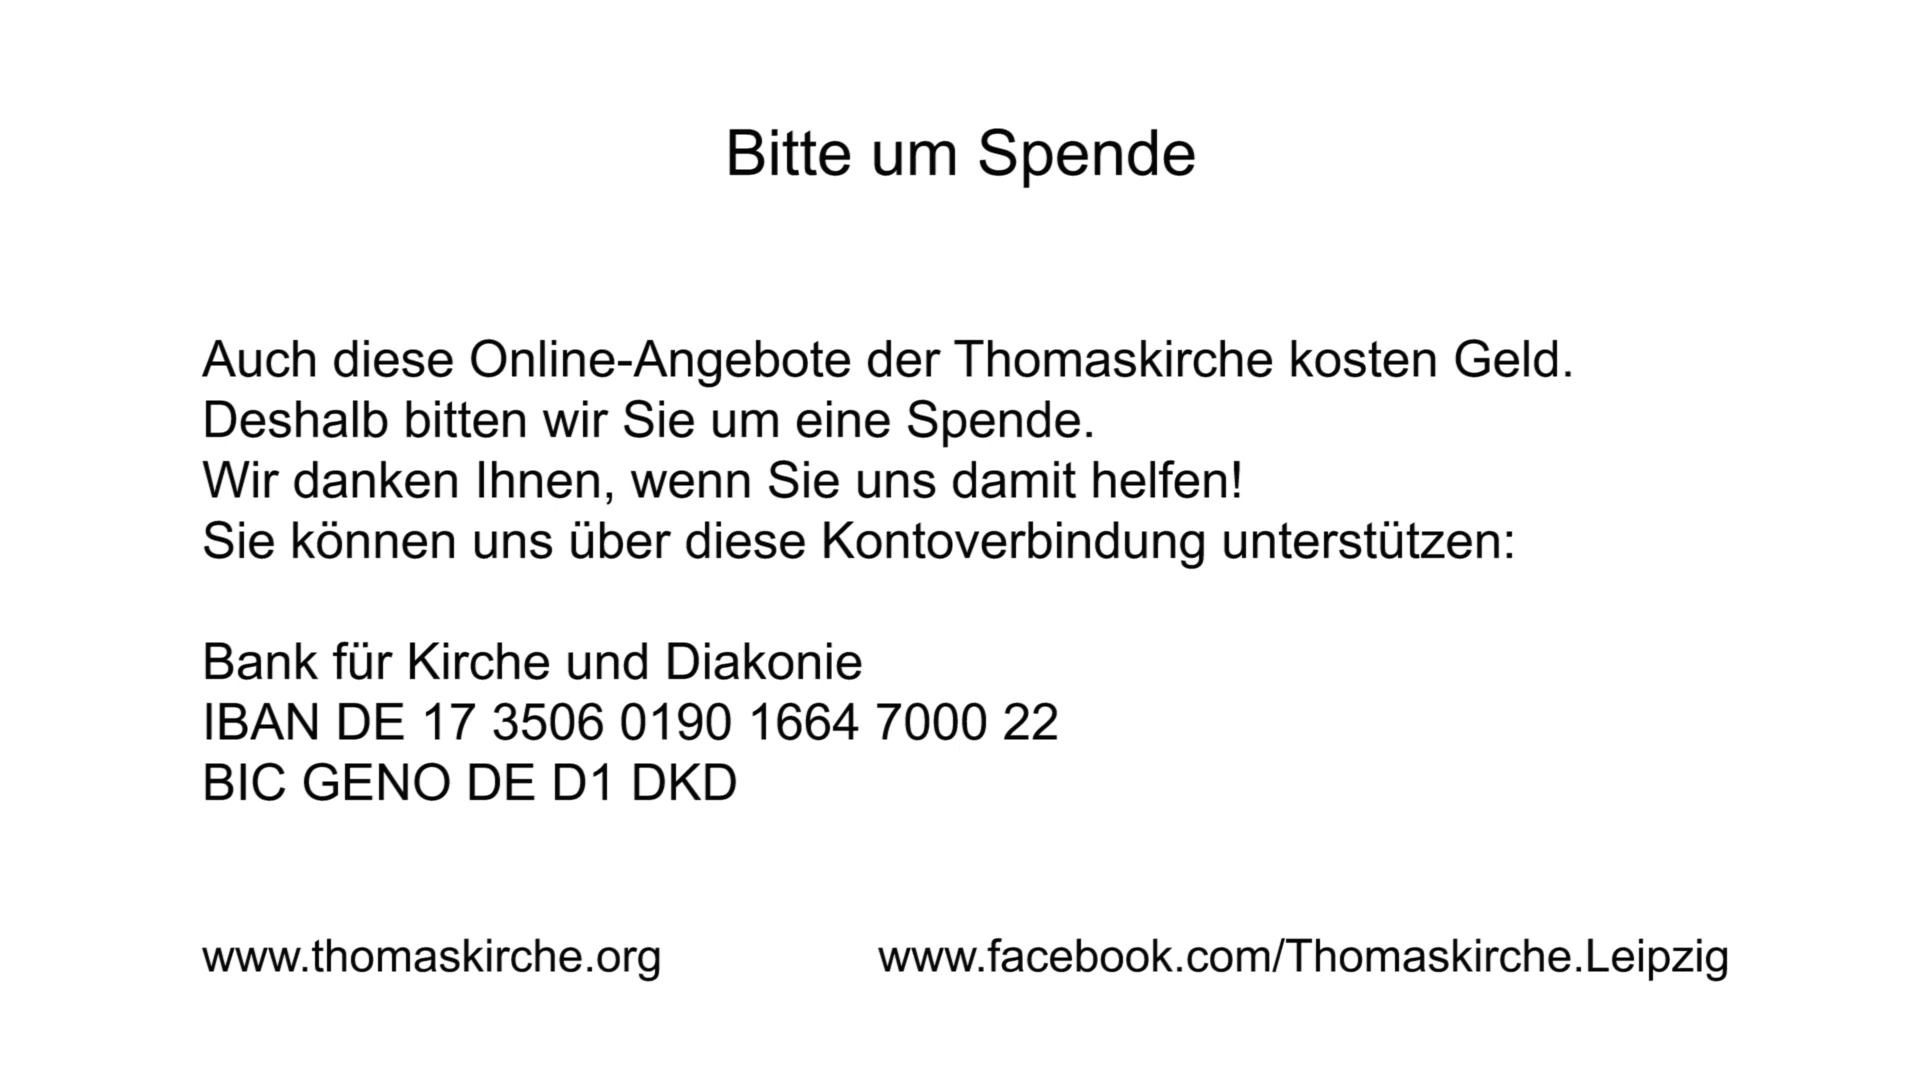 Bitte um Spende
Auch diese Online-Angebote der Thomaskirche kosten Geld.
Deshalb bitten wir Sie um eine Spende.
Wir danken Ihnen, wenn Sie uns damit helfen!
Sie können uns über diese Kontoverbindung unterstützen:
Bank für Kirche und Diakonie
IBAN DE 17 3506 0190 1664 7000 22
BIC GENO DE D1 DKD
www.thomaskirche.org www.facebook.com/Thomaskirche.Leipzig